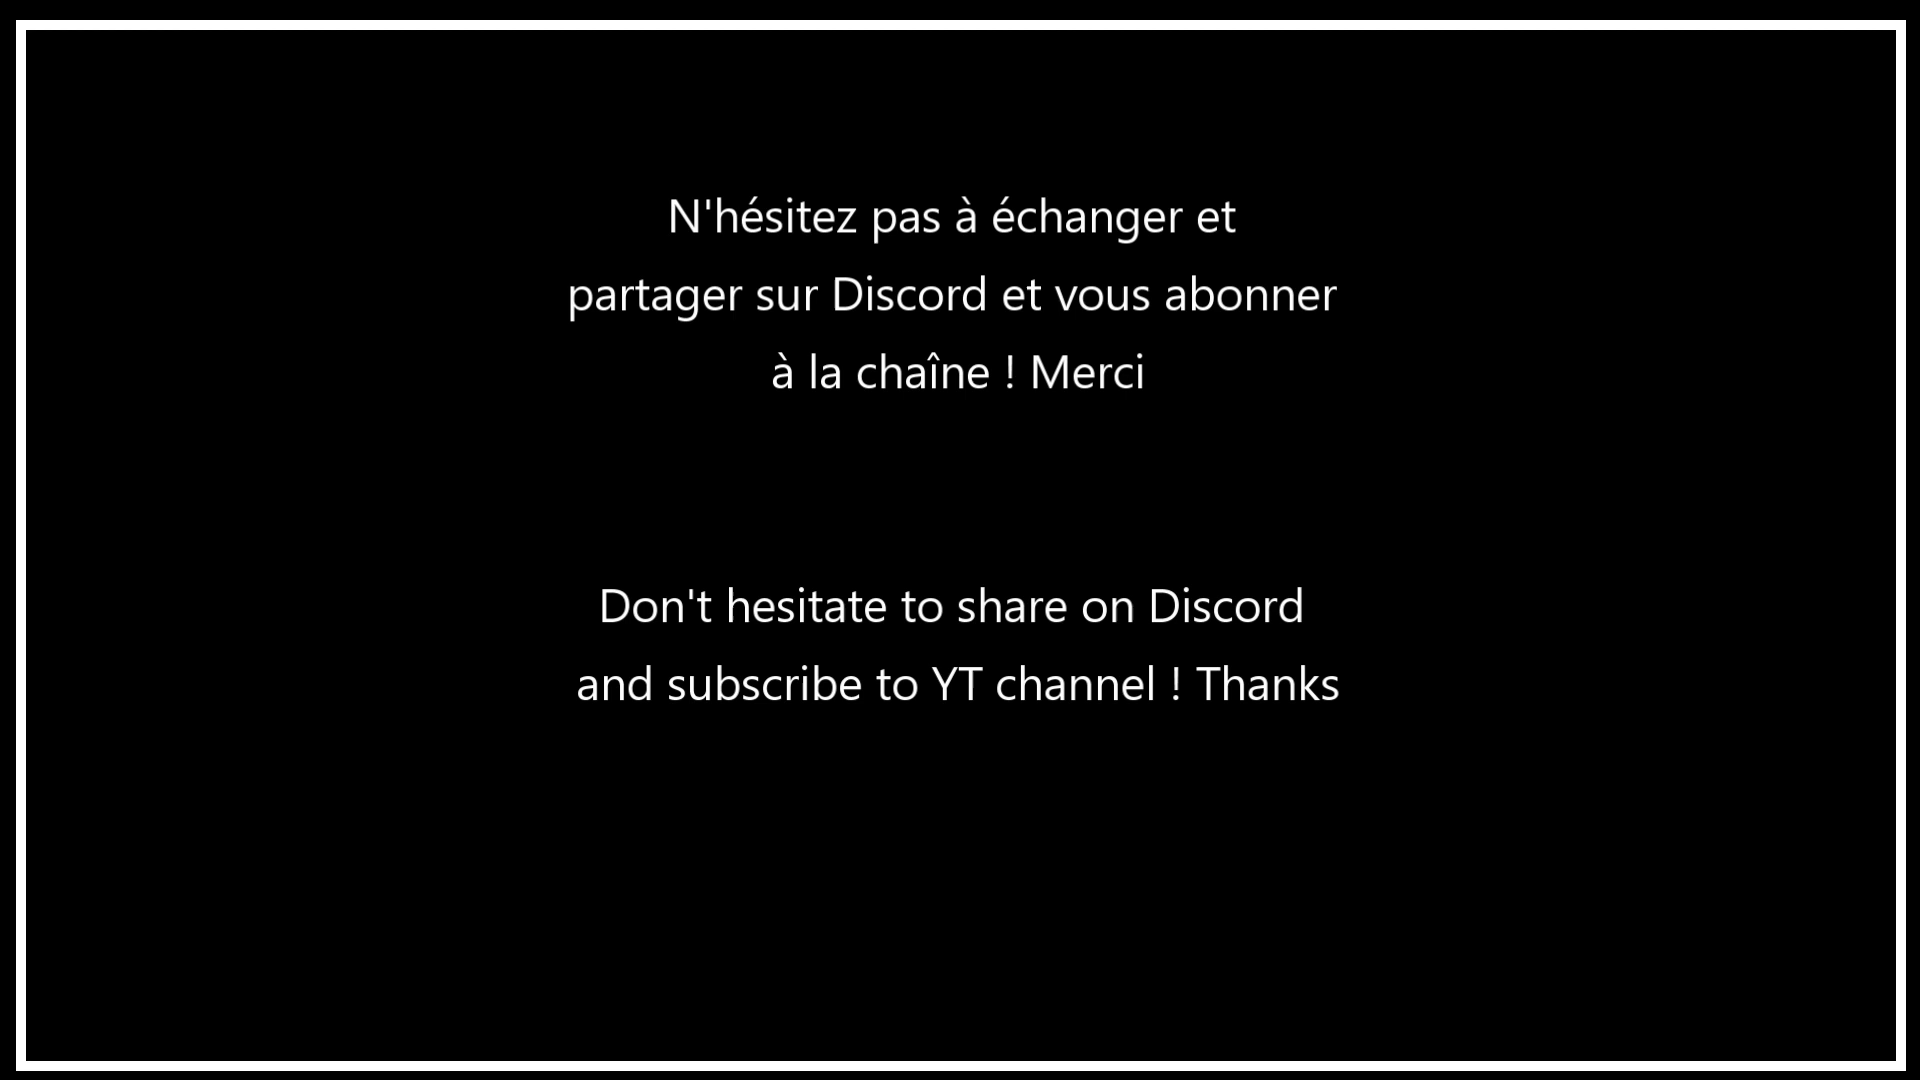 N'hésitez pas à échanger et
partager sur Discord et vous abonner
à la chaîne ! Merci
Don't hesitate to share on Discord
and subscribe to YT channel ! Thanks